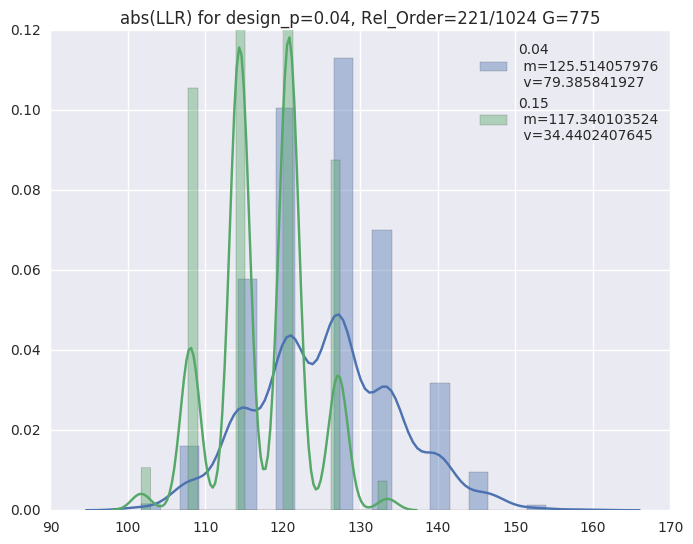 abs(LLR) for design_p=0.04, Rel_Order=221/1024 G=775
0.12
0.10
0.08
0.06
0.04
0.02
0.00
0.04
m=125.514057976
v=79.385841927
0.15
m=117.340103524
v=34.4402407645
90 100 110 120 130 140 150 160 170